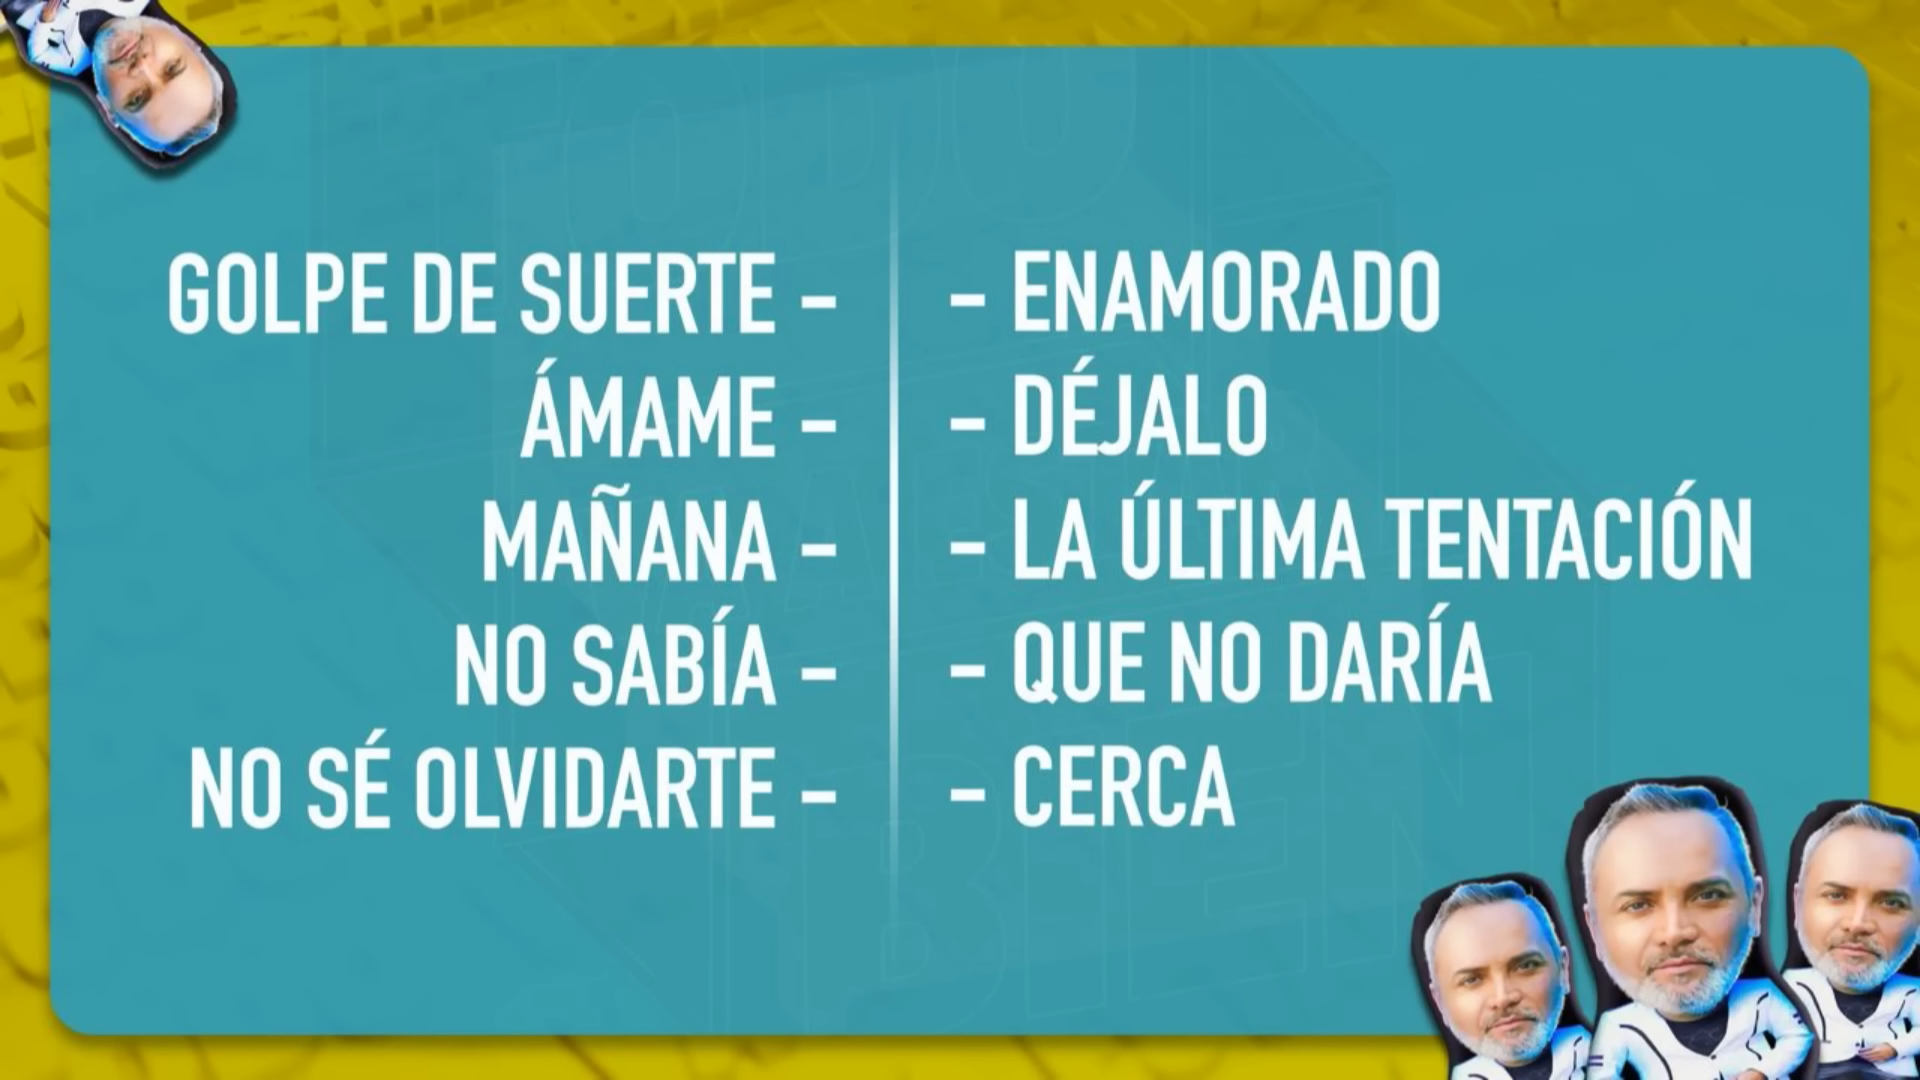 GOLPE DE SUERTE -
ÁMAME -
MAÑANA -
NO SABÍA -
NO SÉ OLVIDARTE -
- ENAMORADO
- DÉJALO
- LA ÚLTIMA TENTACIÓN
- QUE NO DARÍA
- CERCA